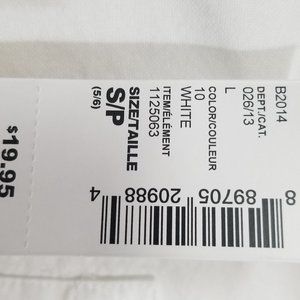 B2014
DEPT./CAT.
026/13
L
COLOR/COULEUR
10
WHITE
ITEM/ELÉMENT
1125063
SIZE/TAILLE
S/P
(5/6)
8 89705 20988 4
$19.95